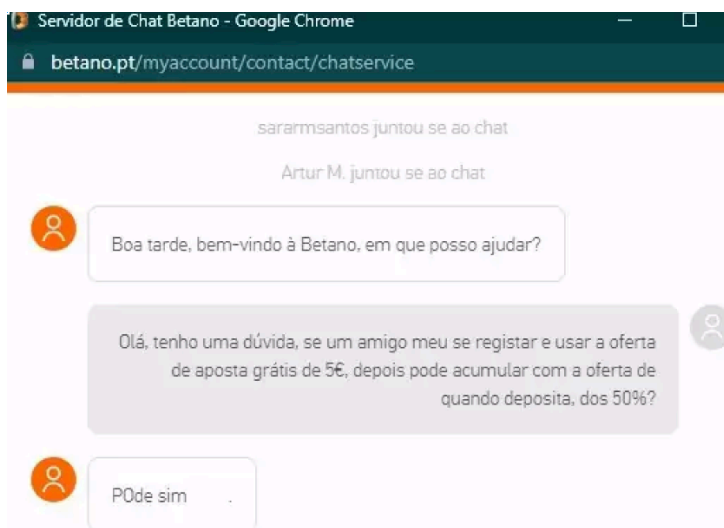 Servidor de Chat Betano - Google Chrome
betano.pt/myaccount/contact/chatservice
sararmsantos juntou se ao chat
Artur M. juntou se ao chat
Boa tarde, bem-vindo à Betano, em que posso ajudar?
Olá, tenho uma dúvida, se um amigo meu se registar e usar a oferta
de aposta grátis de 5€, depois pode acumular com a oferta de
quando deposita, dos 50%?
POde sim .